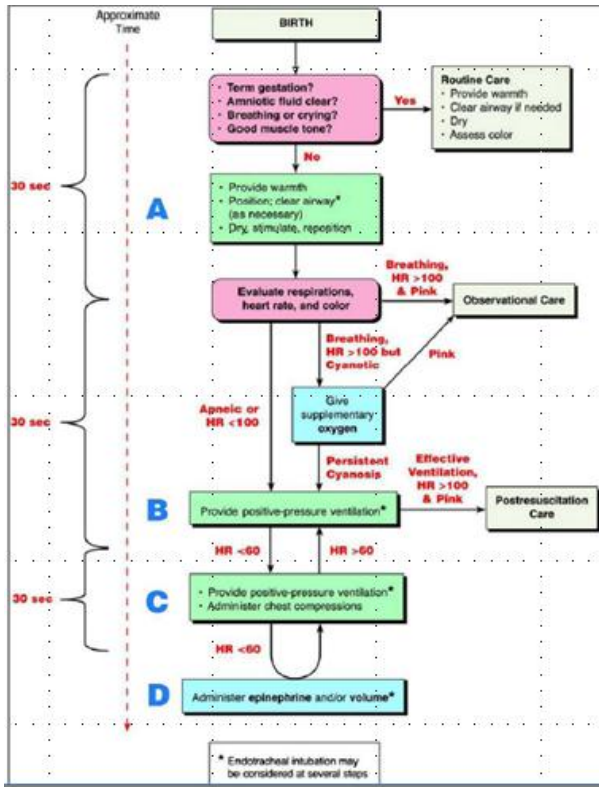 Approximate
Time
BIRTH
• Term gestation?
• Amniotic fluid clear?
• Breathing or crying?
• Good muscle tone?
Yes
Routine Care
• Provide warmth
• Clear airway if needed
• Dry
• Assess color
No
30 sec
A
• Provide warmth
• Position; clear airway*
(as necessary)
• Dry, stimulate, reposition
Evaluate respirations,
heart rate, and color
Breathing,
HR >100
& Pink
Observational Care
Breathing,
HR >100 but
Cyanotic
Pink
Apneic or
HR <100
Give
supplementary
oxygen
30 sec
Persistent
Cyanosis
Effective
Ventilation,
HR >100
& Pink
B
Provide positive-pressure ventilation*
Postresuscitation
Care
HR <60
HR >60
30 sec
C
• Provide positive-pressure ventilation*
• Administer chest compressions
HR <60
D
Administer epinephrine and/or volume*
* Endotracheal intubation may
be considered at several steps